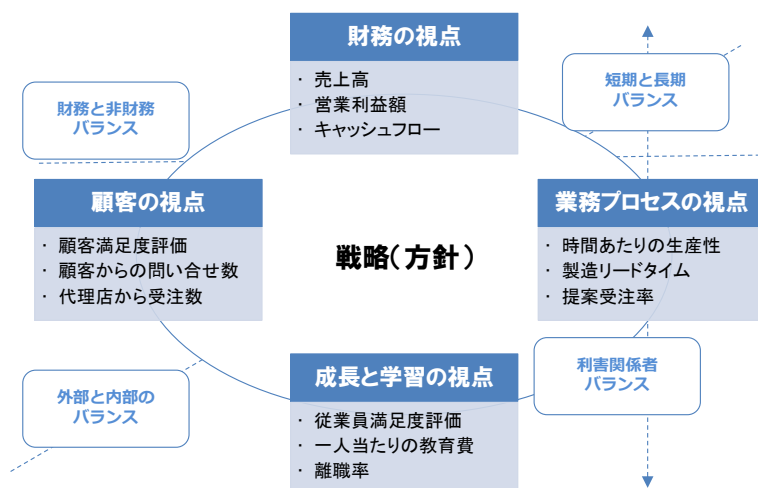 財務の視点
・ 売上高
・ 営業利益額
・ キャッシュフロー
財務と非財務
バランス
短期と長期
バランス
顧客の視点
・ 顧客満足度評価
・ 顧客からの問い合せ数
・ 代理店から受注数
戦略(方針)
業務プロセスの視点
・ 時間あたりの生産性
・ 製造リードタイム
・ 提案受注率
外部と内部の
バランス
成長と学習の視点
・ 従業員満足度評価
・ 一人当たりの教育費
・ 離職率
利害関係者
バランス